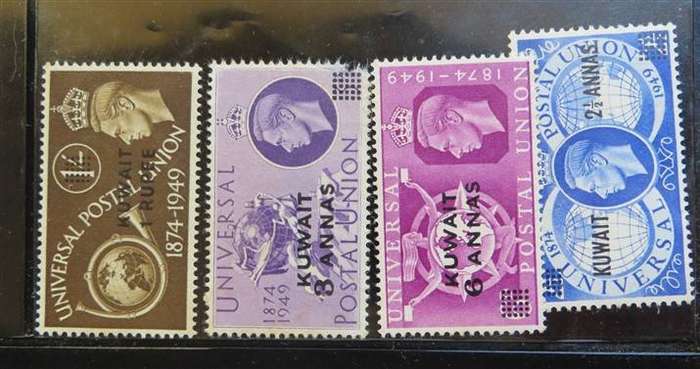 1/-
KUWAIT
1 RUPEE
UNIVERSAL POSTAL UNION
1874-1949
UNIVERSAL
POSTAL UNION
1874
1949
KUWAIT
8 ANNAS
1874-1949
UNIVERSAL
POSTAL UNION
KUWAIT
6 ANNAS
POSTAL UNION
1949
2½ ANNAS
1874
KUWAIT
UNIVERSAL